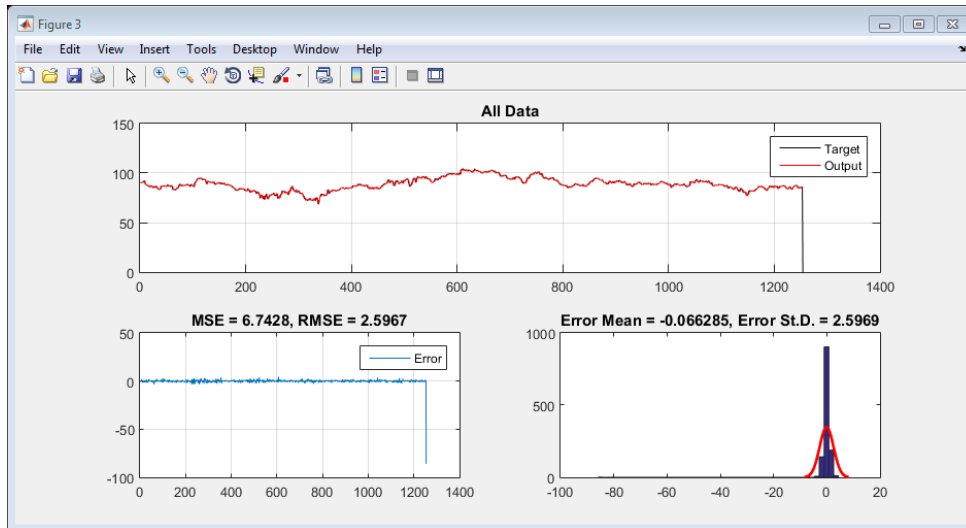 Figure 3
File Edit View Insert Tools Desktop Window Help
All Data
150
100
50
0
0 200 400 600 800 1000 1200 1400
Target
Output
MSE = 6.7428, RMSE = 2.5967
50
0
-50
-100
0 200 400 600 800 1000 1200 1400
Error
Error Mean = -0.066285, Error St.D. = 2.5969
1000
500
0
-100 -80 -60 -40 -20 0 20